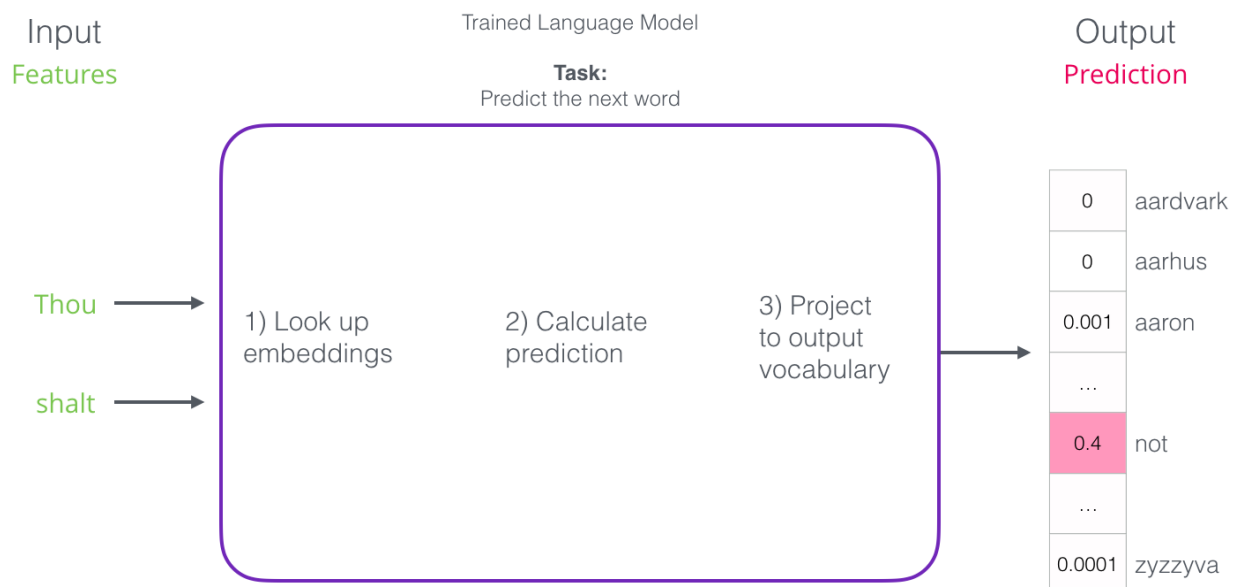 Input
Features
Trained Language Model
Task:
Predict the next word
Output
Prediction
Thou
shalt
1) Look up
embeddings
2) Calculate
prediction
3) Project
to output
vocabulary
0 aardvark
0 aarhus
0.001 aaron
...
0.4 not
...
0.0001 zyzzyva